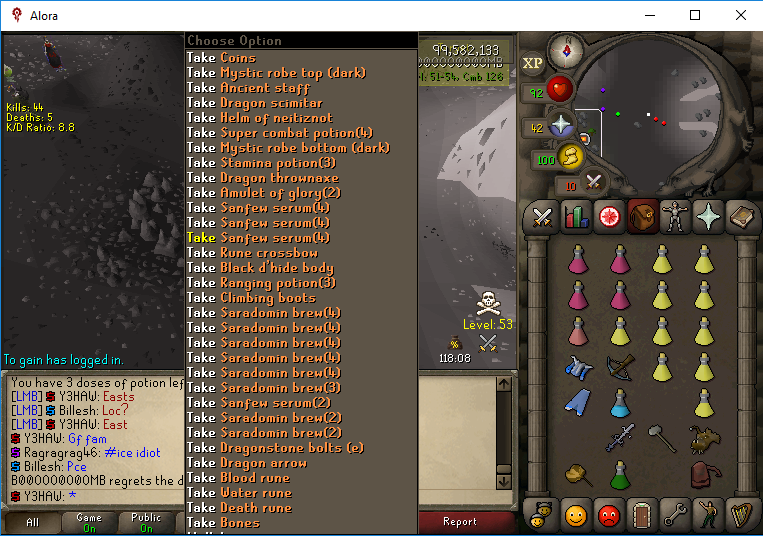 Alora
Choose Option
Take Coins
Take Mystic robe top (dark)
Take Ancient staff
Take Dragon scimitar
Take Helm of neitiznot
Take Super combat potion(4)
Take Mystic robe bottom (dark)
Take Stamina potion(3)
Take Dragon thrownaxe
Take Amulet of glory(2)
Take Sanfew serum(4)
Take Sanfew serum(4)
Take Sanfew serum(4)
Take Rune crossbow
Take Black d'hide body
Take Ranging potion(3)
Take Climbing boots
Take Saradomin brew(4)
Take Saradomin brew(4)
Take Saradomin brew(4)
Take Saradomin brew(4)
Take Saradomin brew(4)
Take Saradomin brew(3)
Take Sanfew serum(2)
Take Saradomin brew(2)
Take Saradomin brew(2)
Take Dragonstone bolts (e)
Take Dragon arrow
Take Blood rune
Take Water rune
Take Death rune
Take Bones
Kills: 44
Deaths: 5
K/D Ratio: 8.8
To gain has logged in.
You have 3 doses of potion lef
[LMB] Y3HAW: Easts
[LMB] Billesh: Loc?
[LMB] Y3HAW: East
Y3HAW: Gf fam
Ragragrag46: #ice idiot
Billesh: Pce
B000000000MB regrets the d
Y3HAW: *
All
Game
On
Public
On
Report
99,582,133
000000000MB
: 51-54, Cmb 126
Level: 53
118:08
XP
92
42
100
10
N